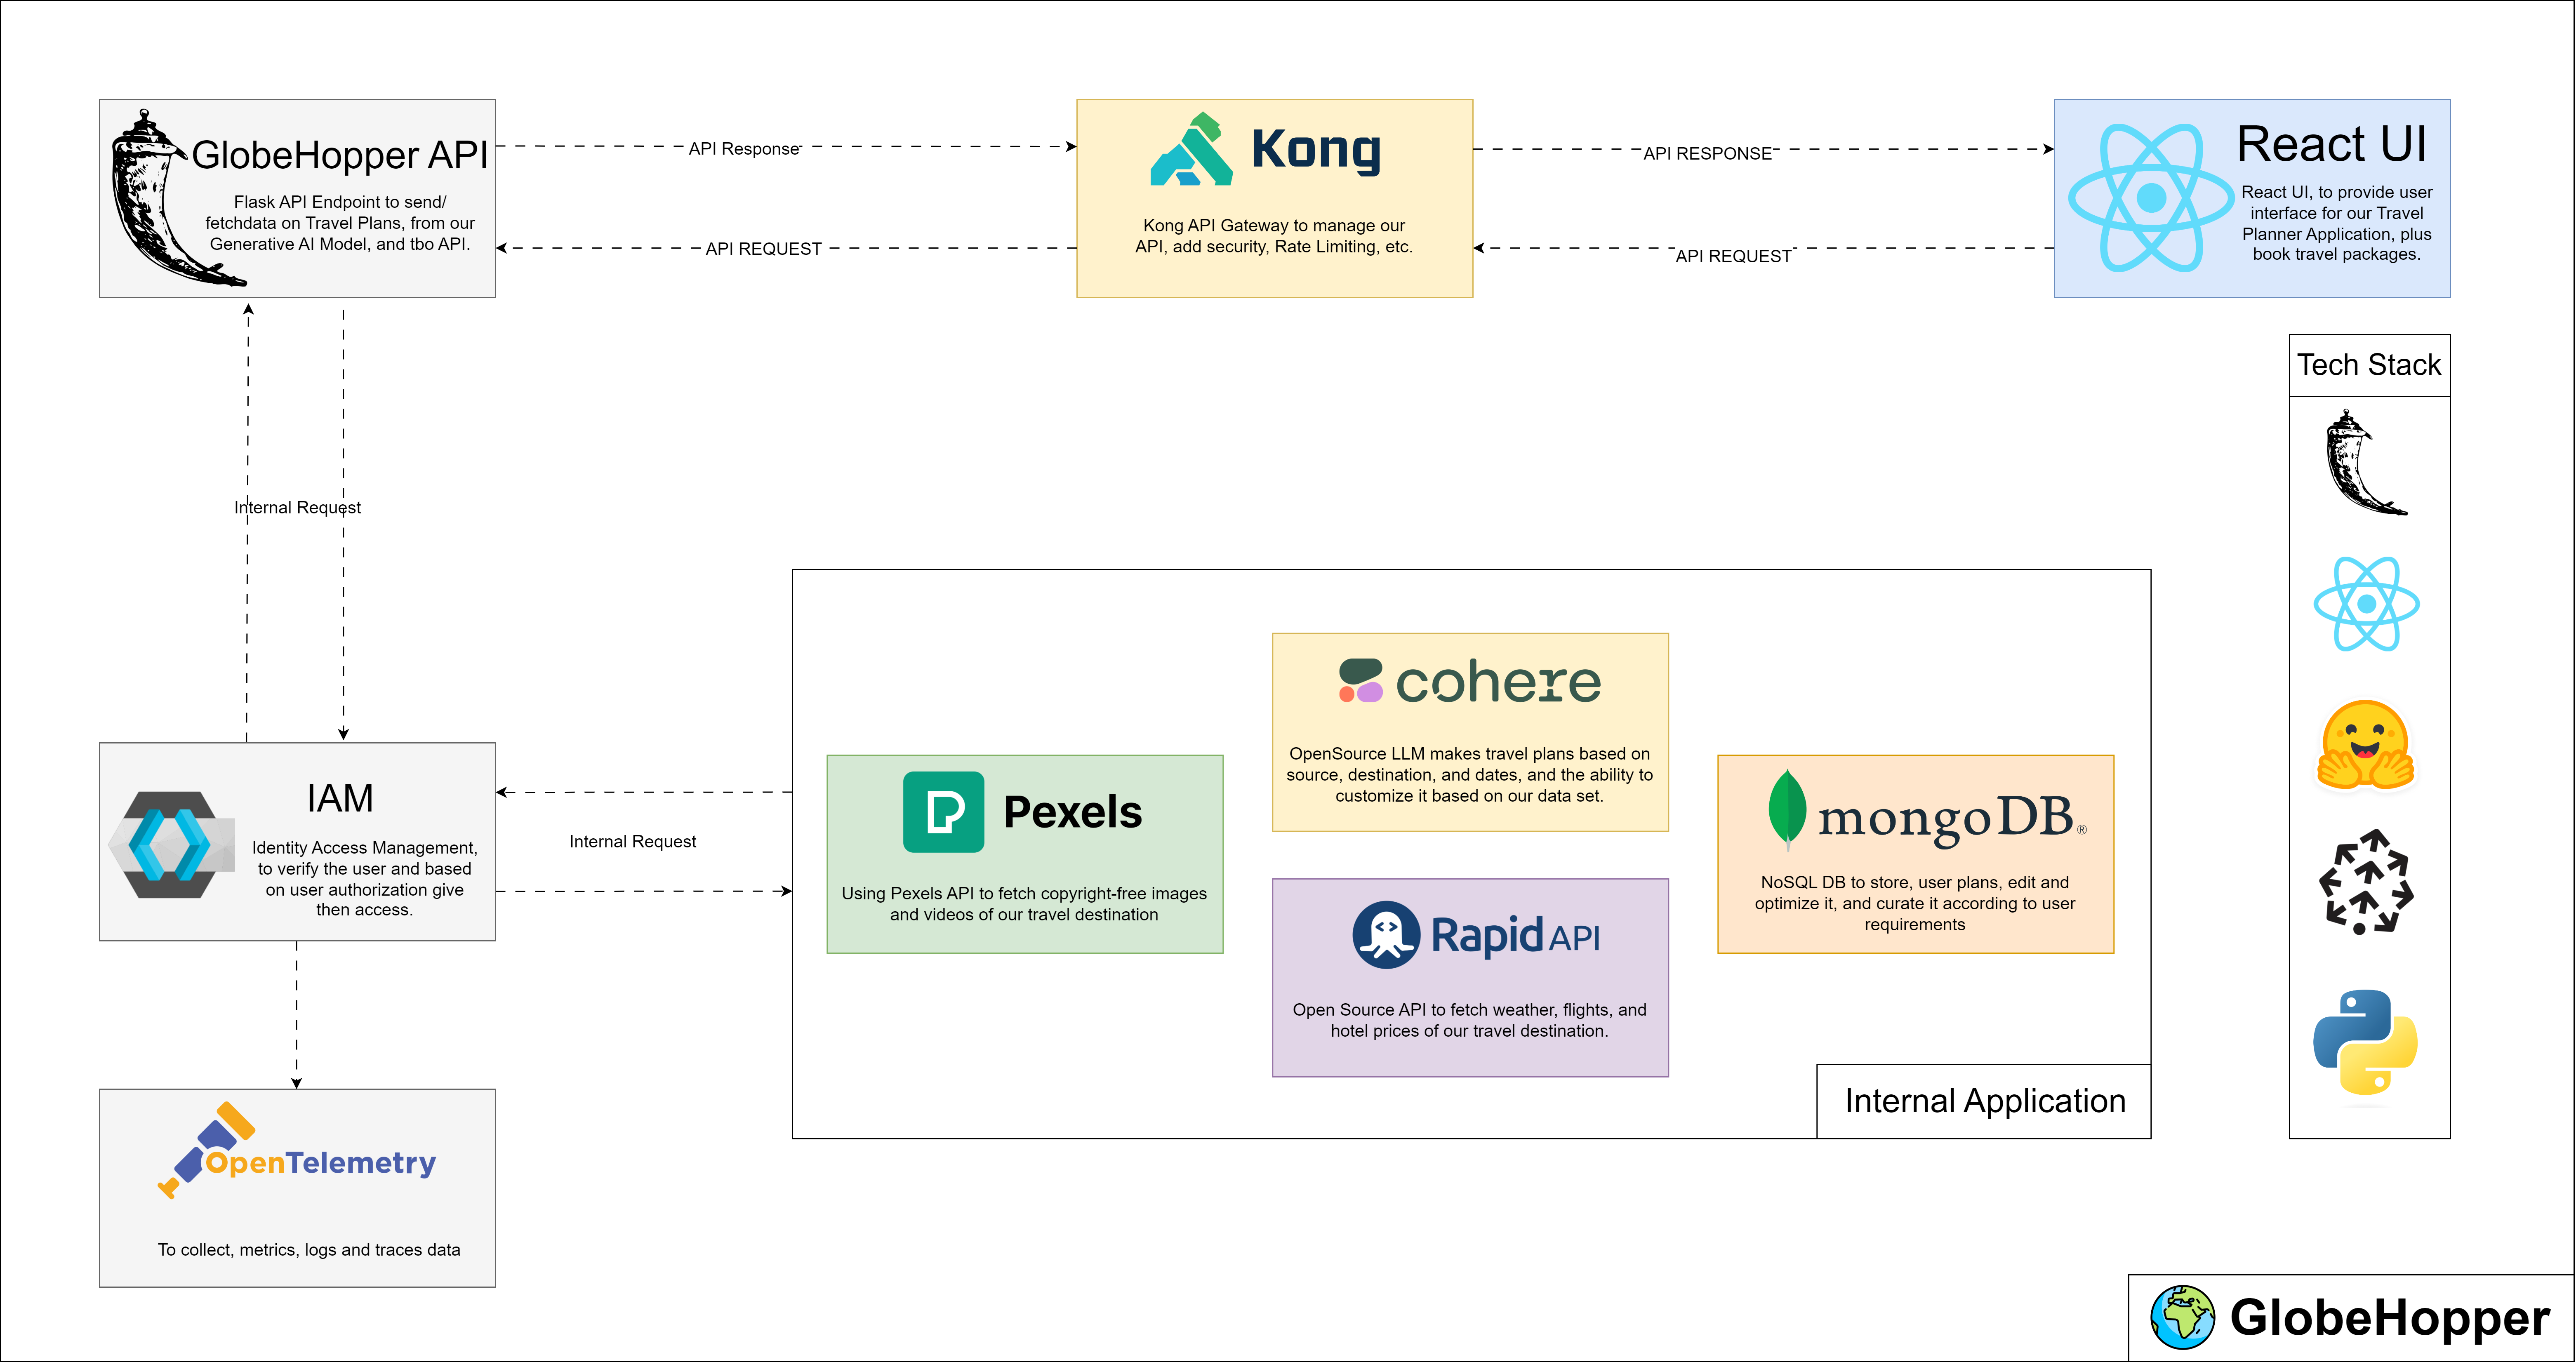 GlobeHopper API
Flask API Endpoint to send/
fetchdata on Travel Plans, from our
Generative AI Model, and tbo API.
API Response
API REQUEST
Kong
Kong API Gateway to manage our
API, add security, Rate Limiting, etc.
API RESPONSE
API REQUEST
React UI
React UI, to provide user
interface for our Travel
Planner Application, plus
book travel packages.
Tech Stack
Internal Request
IAM
Identity Access Management,
to verify the user and based
on user authorization give
then access.
Internal Request
Pexels
Using Pexels API to fetch copyright-free images
and videos of our travel destination
cohere
OpenSource LLM makes travel plans based on
source, destination, and dates, and the ability to
customize it based on our data set.
Rapid API
Open Source API to fetch weather, flights, and
hotel prices of our travel destination.
mongoDB®
NoSQL DB to store, user plans, edit and
optimize it, and curate it according to user
requirements
Internal Application
OpenTelemetry
To collect, metrics, logs and traces data
GlobeHopper